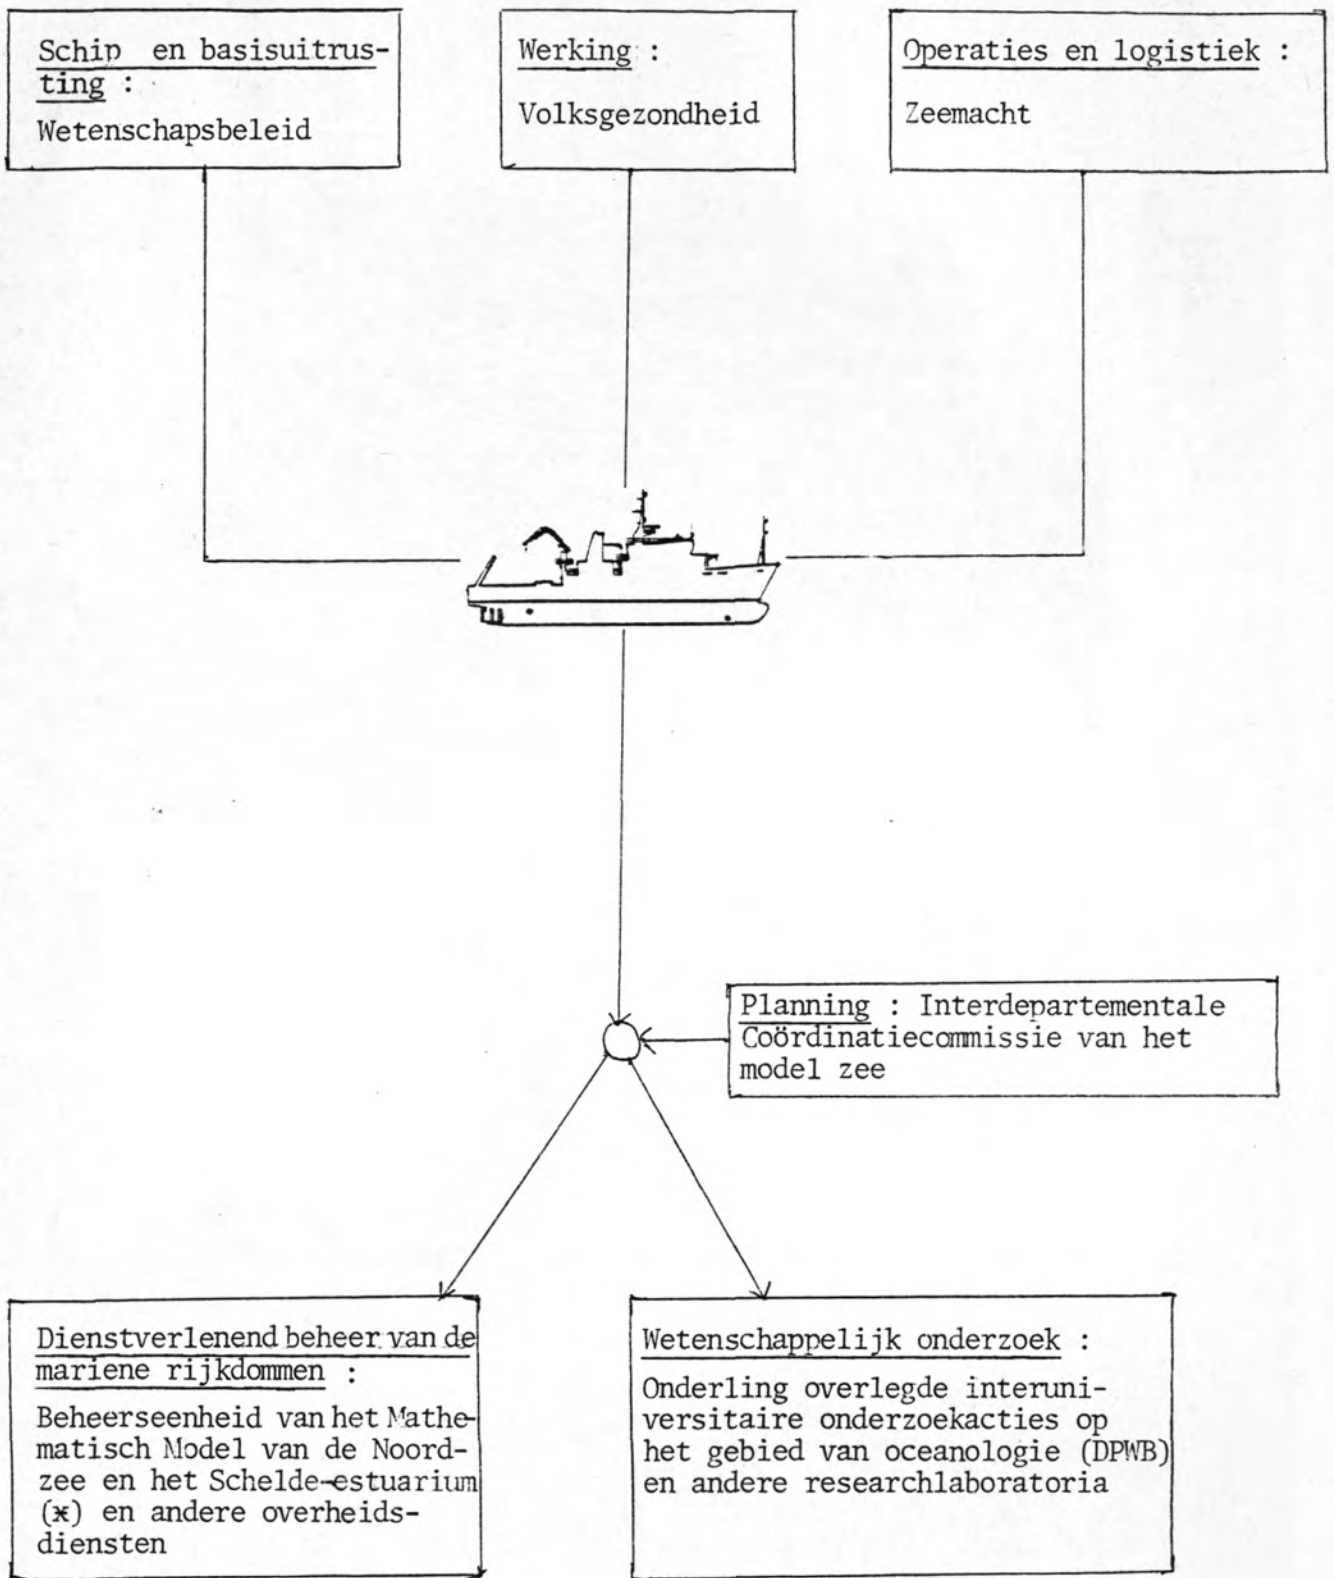 Schip en basisuitrus-
ting :
Wetenschapsbeleid
Werking :
Volksgezondheid
Operaties en logistiek :
Zeemacht
Planning : Interdepartementale
Coördinatiecommissie van het
model zee
Dienstverlenend beheer van de
mariene rijkdommen :
Beheerseenheid van het Mathe-
matisch Model van de Noord-
zee en het Schelde-estuarium
(*) en andere overheids-
diensten
Wetenschappelijk onderzoek :
Onderling overlegde interuni-
versitaire onderzoekacties op
het gebied van oceanologie (DPWB)
en andere researchlaboratoria